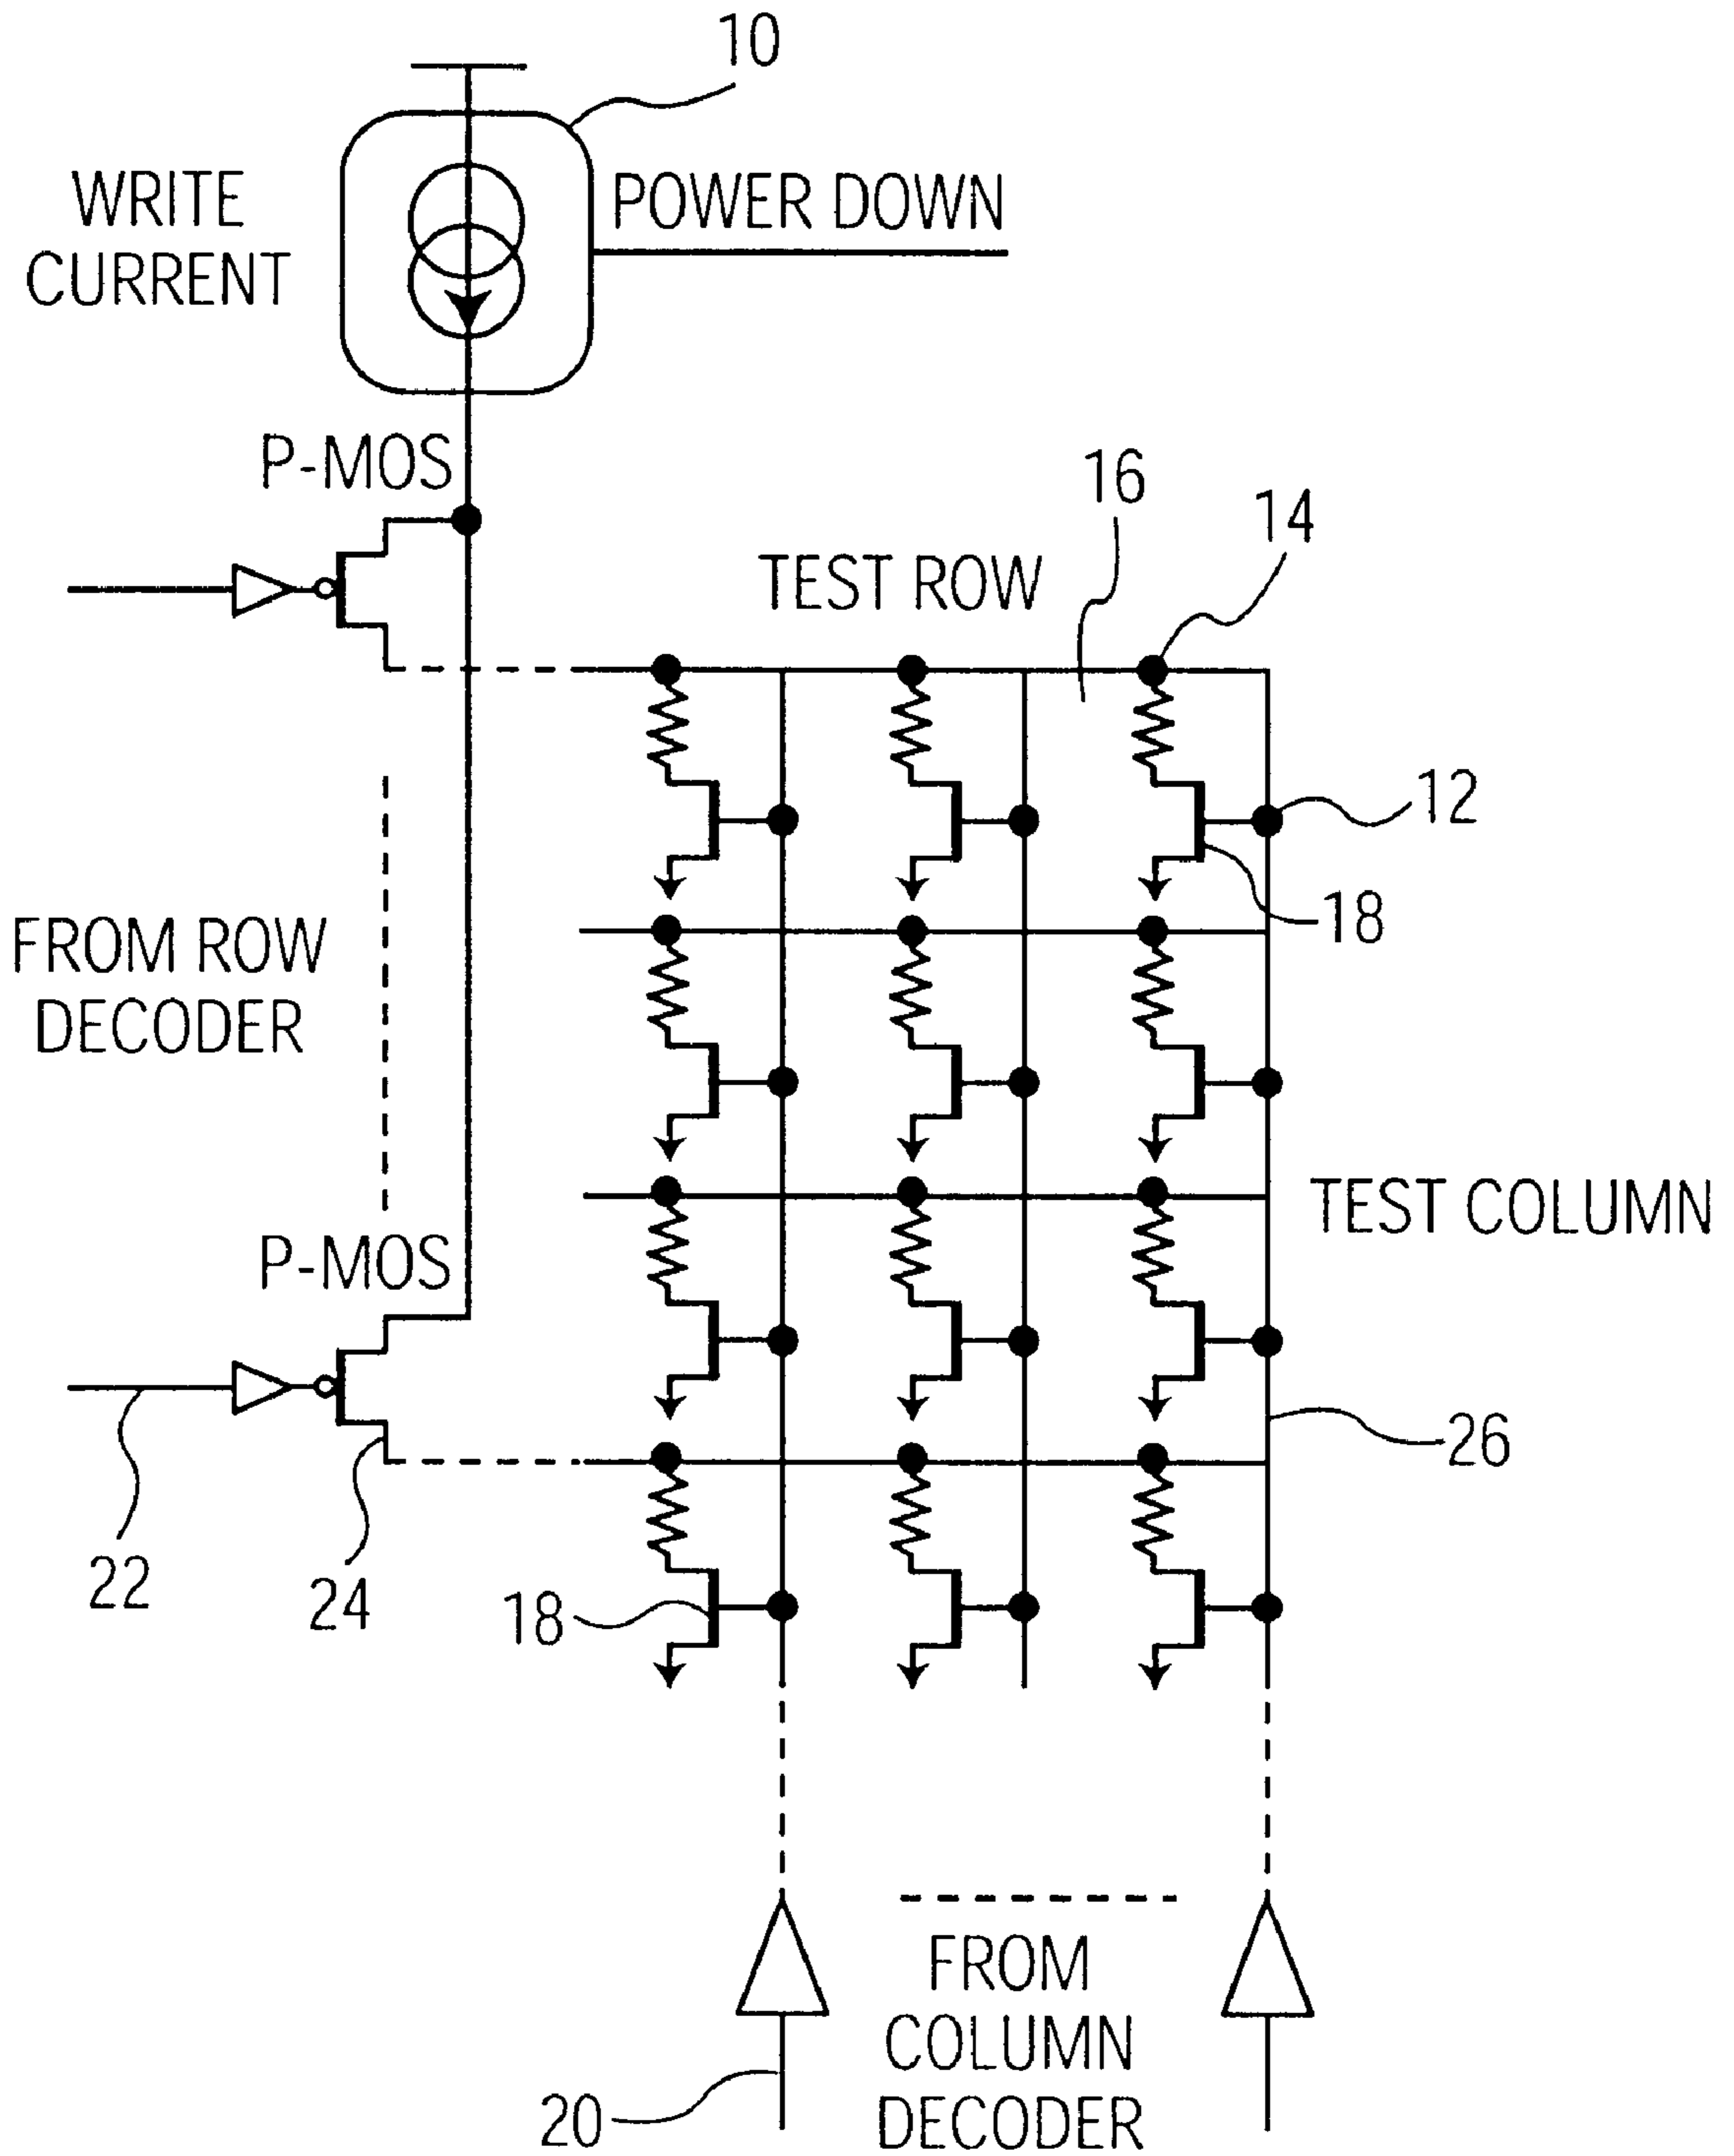 10
WRITE
CURRENT
POWER DOWN
P-MOS
16
14
TEST ROW
12
18
FROM ROW
DECODER
TEST COLUMN
P-MOS
26
22
24
18
FROM
COLUMN
DECODER
20